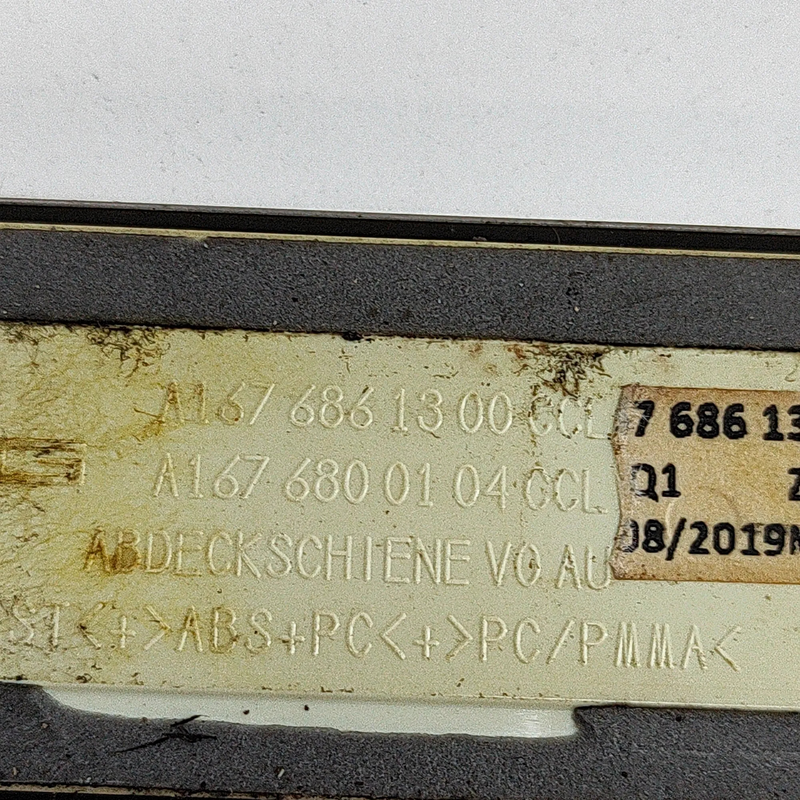 A167 686 13 00 CCL
A167 680 01 04 CCL
ABDECKSCHIENE VO AU
ST<+>ABS+PC<+>PC/PMMA<
7 686 13
Q1
08/2019